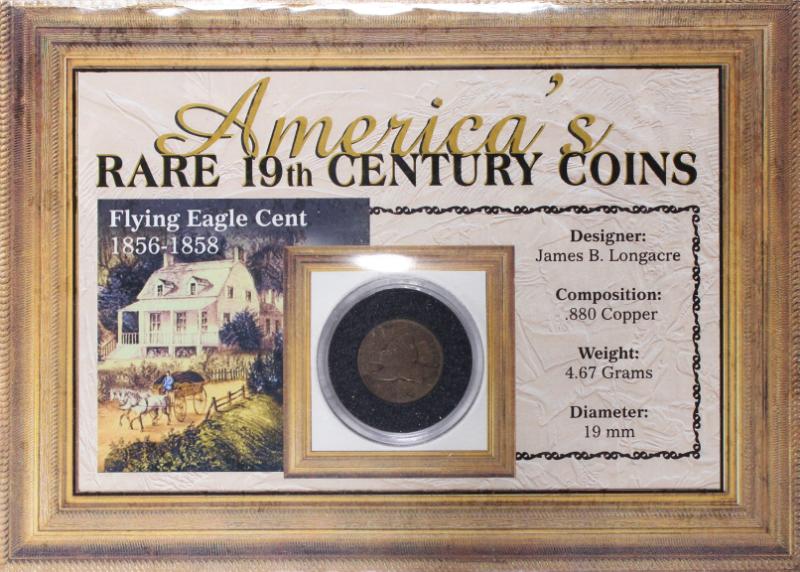 America's
RARE 19th CENTURY COINS
Flying Eagle Cent
1856-1858
Designer:
James B. Longacre
Composition:
.880 Copper
Weight:
4.67 Grams
Diameter:
19 mm